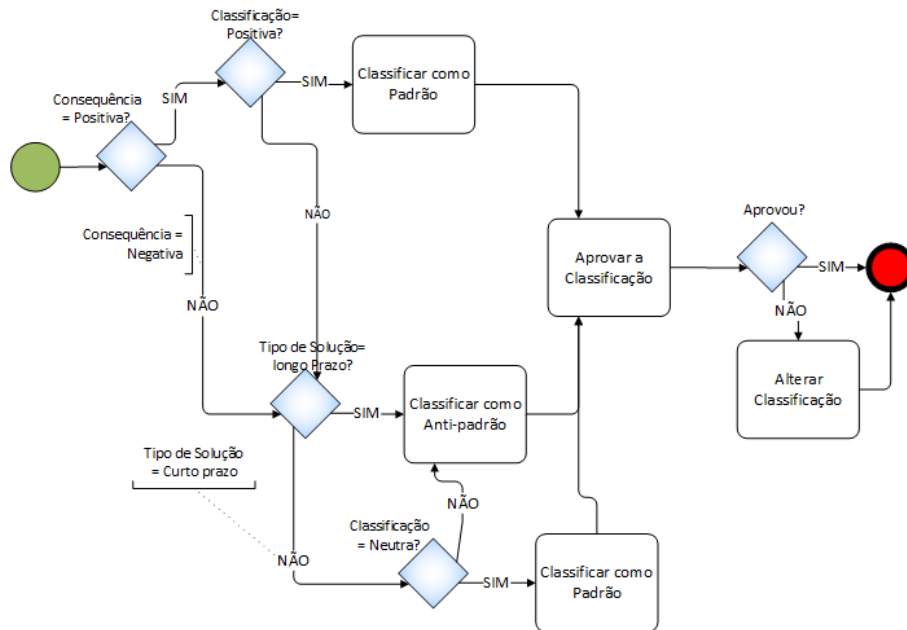 Classificação=
Positiva?
Consequência
= Positiva?
SIM
SIM
Classificar como
Padrão
NÃO
Consequência =
Negativa
NÃO
Aprovar a
Classificação
Aprovou?
SIM
NÃO
Alterar
Classificação
Tipo de Solução=
longo Prazo?
SIM
Classificar como
Anti-padrão
Tipo de Solução
= Curto prazo
NÃO
Classificação
= Neutra?
NÃO
SIM
Classificar como
Padrão